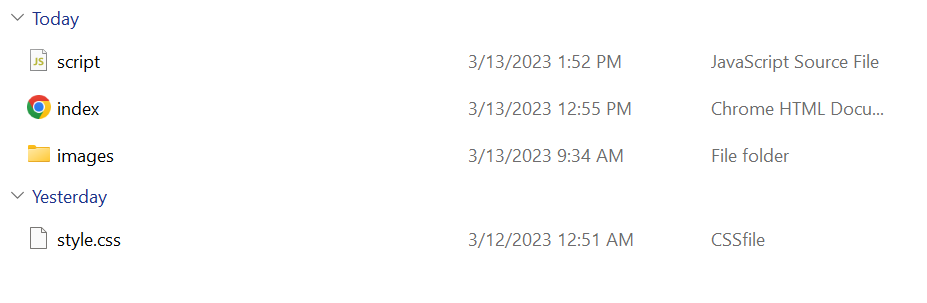 Today
JS script 3/13/2023 1:52 PM JavaScript Source File
index 3/13/2023 12:55 PM Chrome HTML Docu...
images 3/13/2023 9:34 AM File folder
Yesterday
style.css 3/12/2023 12:51 AM CSSfile